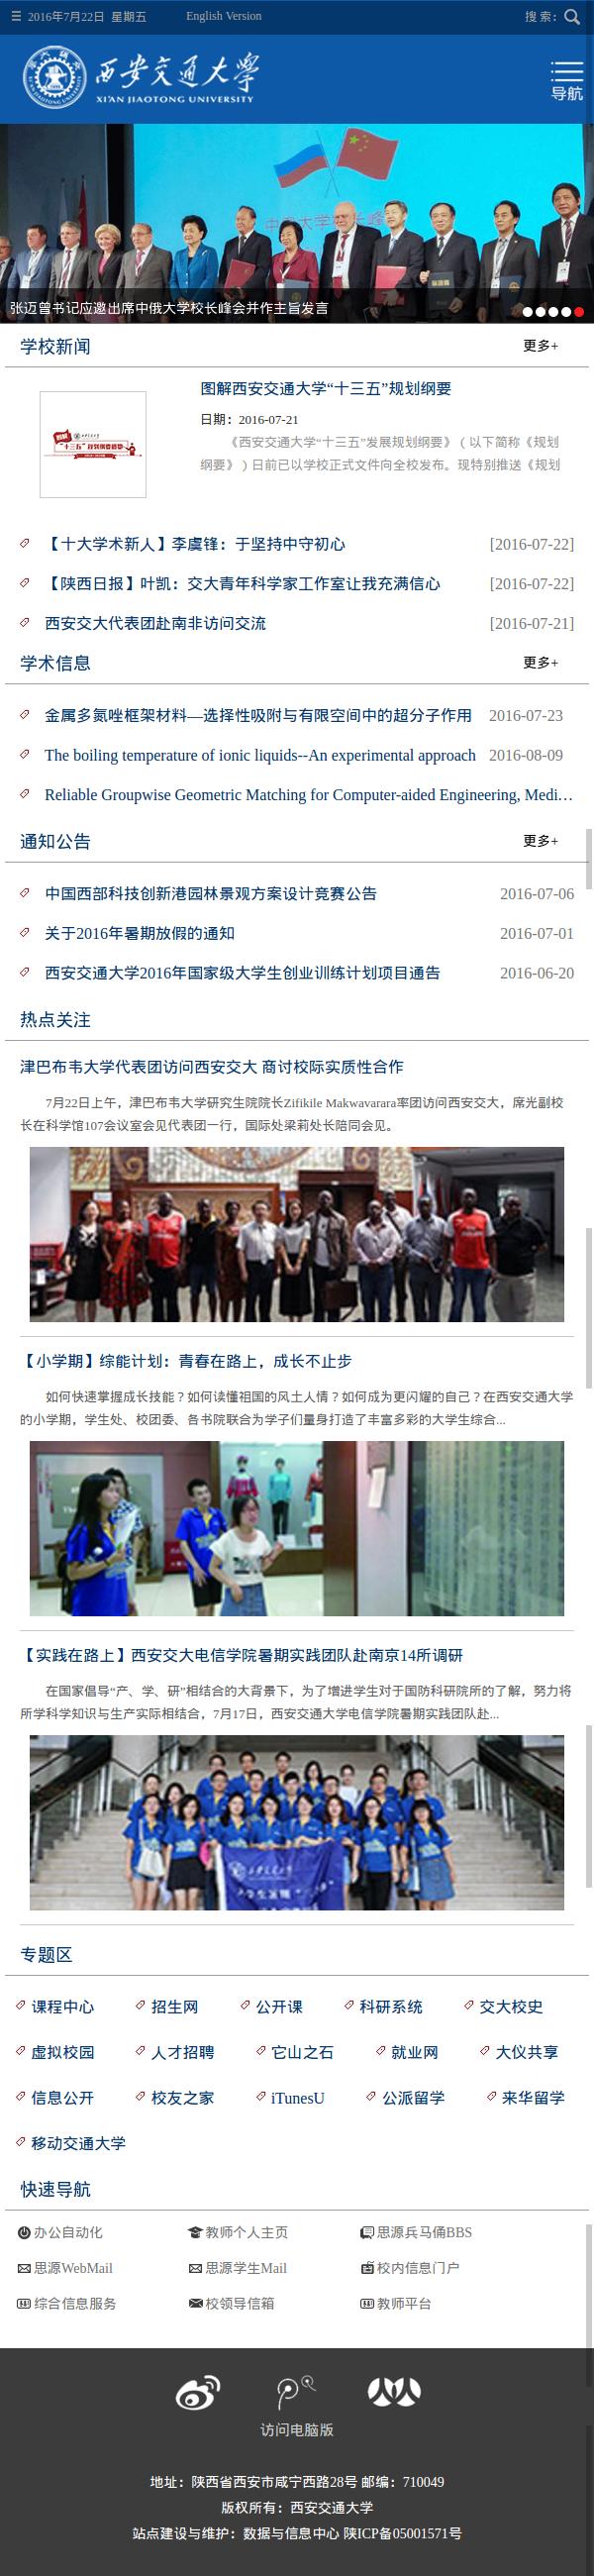 2016年7月22日 星期五 English Version 搜 索：
西安交通大学
XI'AN JIAOTONG UNIVERSITY
导航
张迈曾书记应邀出席中俄大学校长峰会并作主旨发言
学校新闻 更多+
图解西安交通大学“十三五”规划纲要
日期：2016-07-21
《西安交通大学“十三五”发展规划纲要》（以下简称《规划
纲要》）日前已以学校正式文件向全校发布。现特别推送《规划
【十大学术新人】李虞锋：于坚持中守初心 [2016-07-22]
【陕西日报】叶凯：交大青年科学家工作室让我充满信心 [2016-07-22]
西安交大代表团赴南非访问交流 [2016-07-21]
学术信息 更多+
金属多氮唑框架材料—选择性吸附与有限空间中的超分子作用 2016-07-23
The boiling temperature of ionic liquids--An experimental approach 2016-08-09
Reliable Groupwise Geometric Matching for Computer-aided Engineering, Medi…
通知公告 更多+
中国西部科技创新港园林景观方案设计竞赛公告 2016-07-06
关于2016年暑期放假的通知 2016-07-01
西安交通大学2016年国家级大学生创业训练计划项目通告 2016-06-20
热点关注
津巴布韦大学代表团访问西安交大 商讨校际实质性合作
7月22日上午，津巴布韦大学研究生院院长Zifikile Makwavarara率团访问西安交大，席光副校
长在科学馆107会议室会见代表团一行，国际处梁莉处长陪同会见。
【小学期】综能计划：青春在路上，成长不止步
如何快速掌握成长技能？如何读懂祖国的风土人情？如何成为更闪耀的自己？在西安交通大学
的小学期，学生处、校团委、各书院联合为学子们量身打造了丰富多彩的大学生综合...
【实践在路上】西安交大电信学院暑期实践团队赴南京14所调研
在国家倡导“产、学、研”相结合的大背景下，为了增进学生对于国防科研院所的了解，努力将
所学科学知识与生产实际相结合，7月17日，西安交通大学电信学院暑期实践团队赴...
专题区
课程中心 招生网 公开课 科研系统 交大校史
虚拟校园 人才招聘 它山之石 就业网 大仪共享
信息公开 校友之家 iTunesU 公派留学 来华留学
移动交通大学
快速导航
办公自动化 教师个人主页 思源兵马俑BBS
思源WebMail 思源学生Mail 校内信息门户
综合信息服务 校领导信箱 教师平台
访问电脑版
地址：陕西省西安市咸宁西路28号 邮编：710049
版权所有：西安交通大学
站点建设与维护：数据与信息中心 陕ICP备05001571号